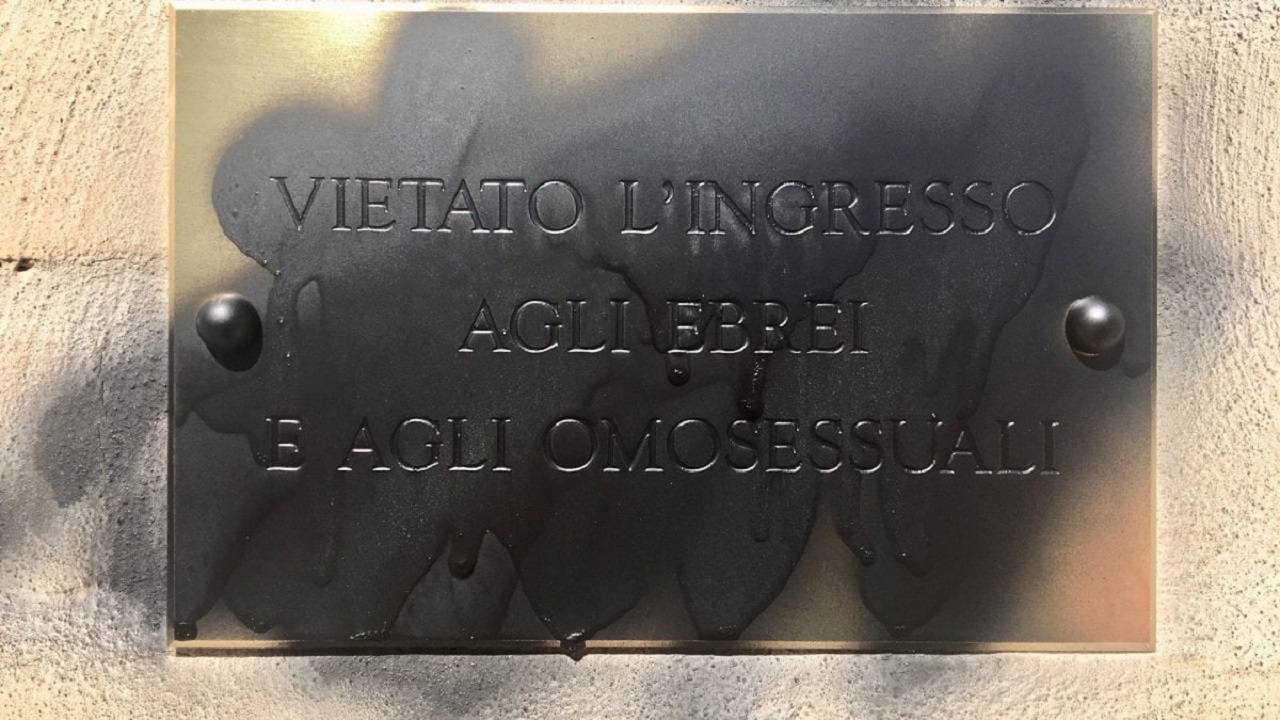 VIETATO L'INGRESSO
AGLI EBREI
E AGLI OMOSESSUALI